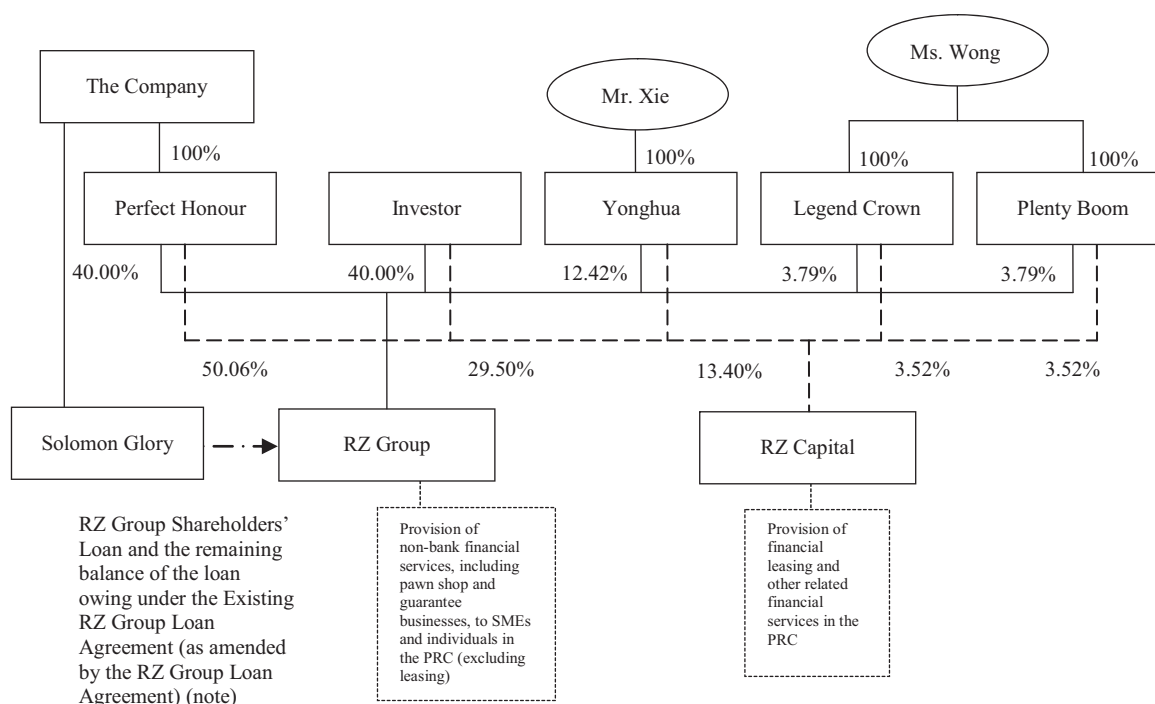 Ms. Wong
The Company
Mr. Xie
100%
100%
100%
100%
Perfect Honour
Investor
Yonghua
Legend Crown
Plenty Boom
40.00%
40.00%
12.42%
3.79%
3.79%
50.06%
29.50%
13.40%
3.52%
3.52%
Solomon Glory
RZ Group
RZ Capital
RZ Group Shareholders’
Loan and the remaining
balance of the loan
owing under the Existing
RZ Group Loan
Agreement (as amended
by the RZ Group Loan
Agreement) (note)
Provision of
non-bank financial
services, including
pawn shop and
guarantee
businesses, to SMEs
and individuals in
the PRC (excluding
leasing)
Provision of
financial
leasing and
other related
financial
services in the
PRC